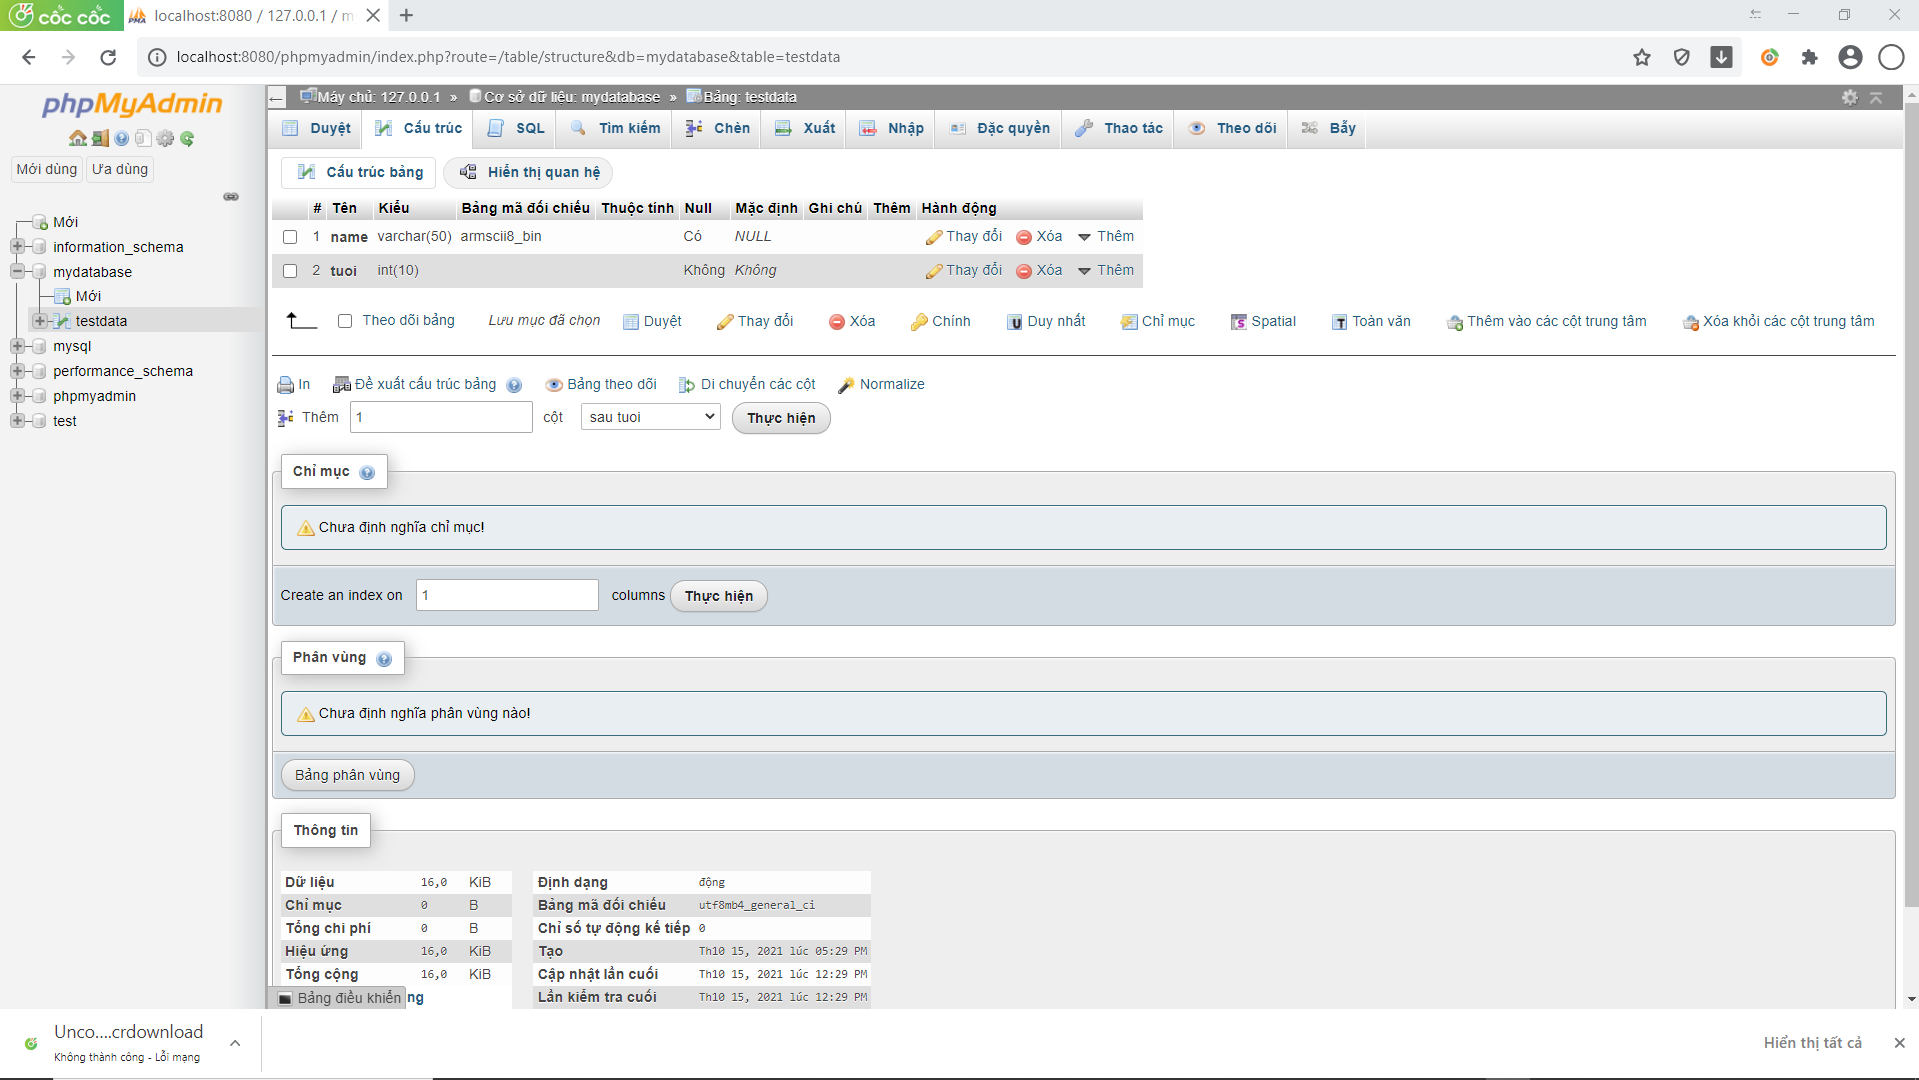 cốc cốc
localhost:8080 / 127.0.0.1 / m
localhost:8080/phpmyadmin/index.php?route=/table/structure&db=mydatabase&table=testdata
phpMyAdmin
Mới dùng Ưa dùng
Mới
information_schema
mydatabase
Mới
testdata
mysql
performance_schema
phpmyadmin
test
Máy chủ: 127.0.0.1 » Cơ sở dữ liệu: mydatabase » Bảng: testdata
Duyệt Cấu trúc SQL Tìm kiếm Chèn Xuất Nhập Đặc quyền Thao tác Theo dõi Bẫy
Cấu trúc bảng Hiển thị quan hệ
# Tên Kiểu Bảng mã đối chiếu Thuộc tính Null Mặc định Ghi chú Thêm Hành động
1 name varchar(50) armscii8_bin Có NULL Thay đổi Xóa Thêm
2 tuoi int(10) Không Không Thay đổi Xóa Thêm
Theo dõi bảng Lưu mục đã chọn Duyệt Thay đổi Xóa Chính Duy nhất Chỉ mục Spatial Toàn văn Thêm vào các cột trung tâm Xóa khỏi các cột trung tâm
In Đề xuất cấu trúc bảng Bảng theo dõi Di chuyển các cột Normalize
Thêm 1 cột sau tuoi Thực hiện
Chỉ mục
Chưa định nghĩa chỉ mục!
Create an index on 1 columns Thực hiện
Phân vùng
Chưa định nghĩa phân vùng nào!
Bảng phân vùng
Thông tin
Dữ liệu 16,0 KiB
Chỉ mục 0 B
Tổng chi phí 0 B
Hiệu ứng 16,0 KiB
Tổng cộng 16,0 KiB
Định dạng động
Bảng mã đối chiếu utf8mb4_general_ci
Chỉ số tự động kế tiếp 0
Tạo Th10 15, 2021 lúc 05:29 PM
Cập nhật lần cuối Th10 15, 2021 lúc 12:29 PM
Lần kiểm tra cuối Th10 15, 2021 lúc 12:29 PM
Bảng điều khiển ng
Unco....crdownload
Không thành công - Lỗi mạng
Hiển thị tất cả